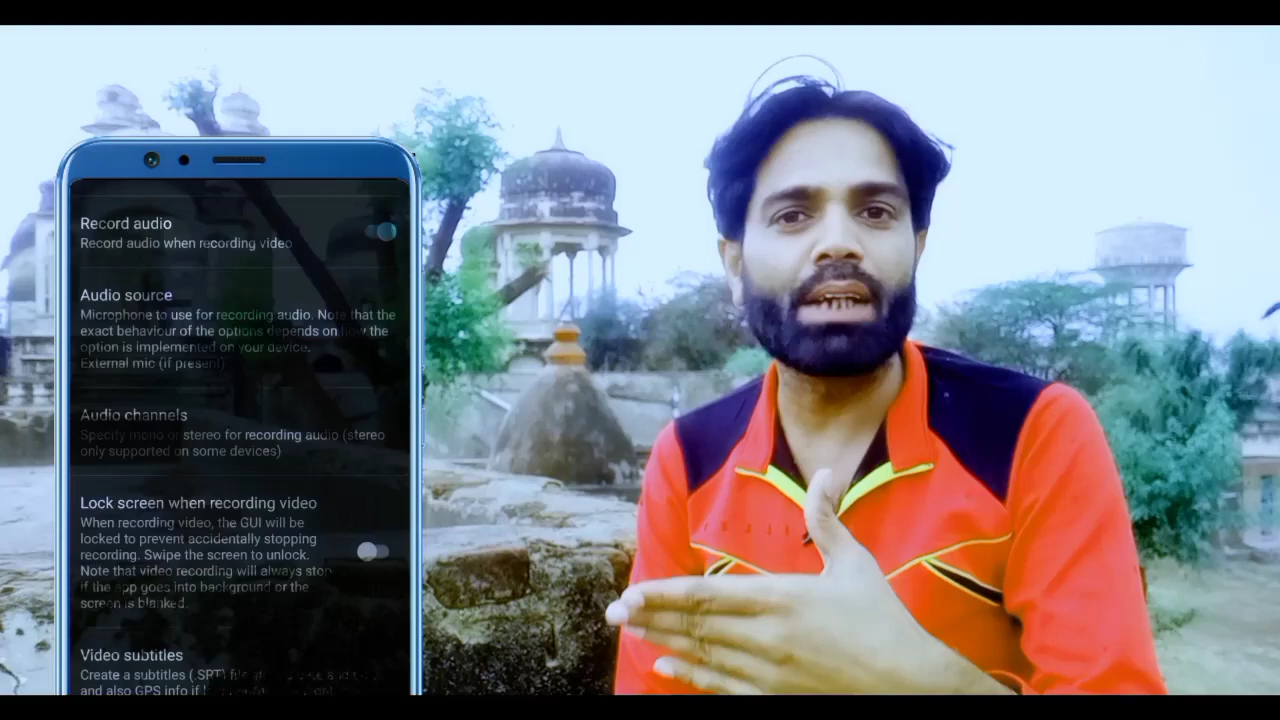 Record audio
Record audio when recording video
Audio source
Microphone to use for recording audio. Note that the
exact behaviour of the options depends on how the
option is implemented on your device.
External mic (if present)
Audio channels
Specify mono or stereo for recording audio (stereo
only supported on some devices)
Lock screen when recording video
When recording video, the GUI will be
locked to prevent accidentally stopping
recording. Swipe the screen to unlock.
Note that video recording will always stop
if the app goes into background or the
screen is blanked.
Video subtitles
Create a subtitles (.SRT) file
and also GPS info if